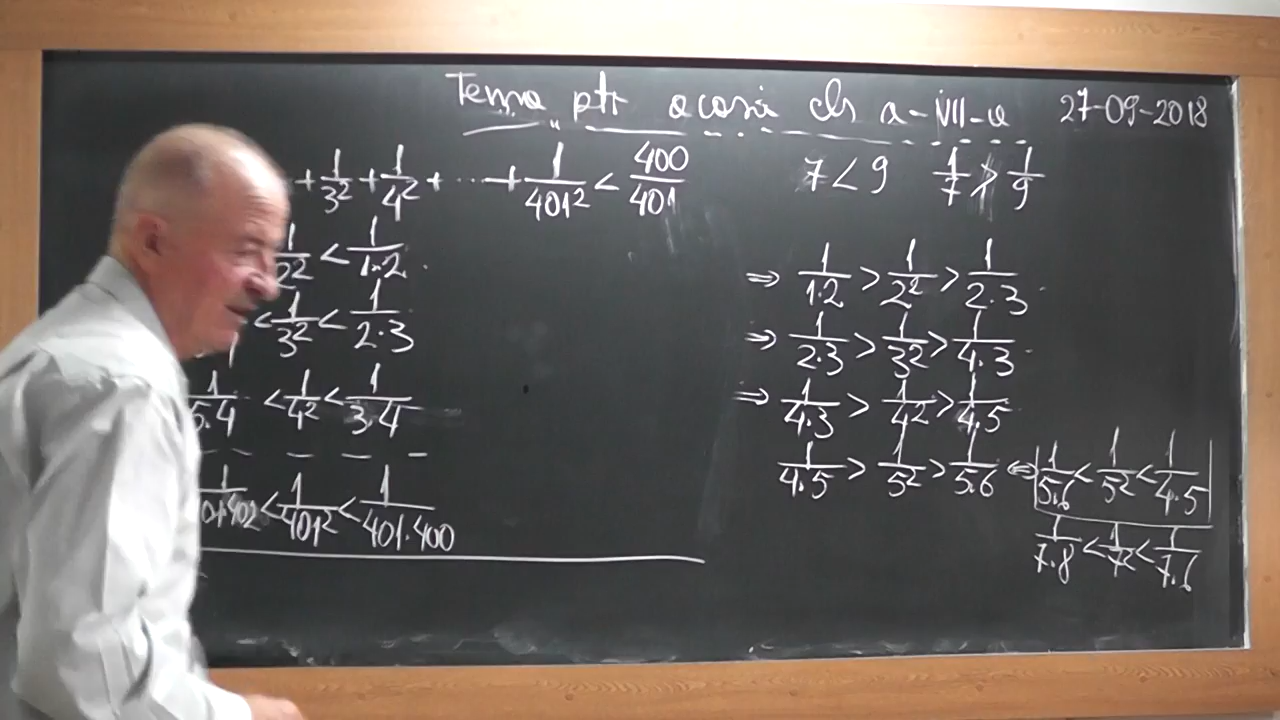 Tema ptr acasă cls a-VII-a 27-09-2018
+ 1/3² + 1/4² + ... + 1/401² < 400/401
1/2² < 1/1·2
< 1/3² < 1/2·3
1/5·4 < 1/4² < 1/3·4
- - - - - -
< 1/401² < 1/401·400
7 < 9 1/7 > 1/9
⇒ 1/1·2 > 1/2² > 1/2·3
⇒ 1/2·3 > 1/3² > 1/4·3
⇒ 1/4·3 > 1/4² > 1/4·5
1/4·5 > 1/5² > 1/5·6 ⇔ 1/5·6 < 1/5² < 1/4·5
1/7·8 < 1/7² < 1/7·6